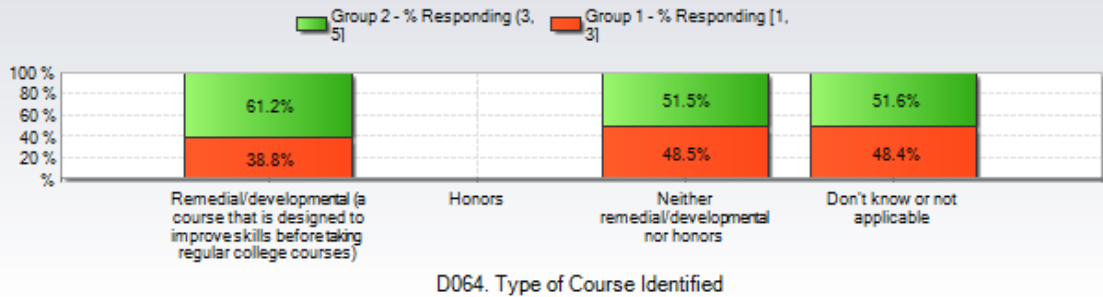 Group 2 - % Responding (3,
5]
Group 1 - % Responding [1,
3]
100 %
80 %
60 %
40 %
20 %
%
61.2%
38.8%
51.5%
48.5%
51.6%
48.4%
Remedial/developmental (a
course that is designed to
improve skills before taking
regular college courses)
Honors
Neither
remedial/developmental
nor honors
Don't know or not
applicable
D064. Type of Course Identified